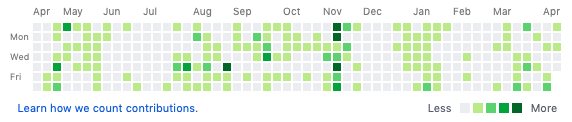 Apr May Jun Jul Aug Sep Oct Nov Dec Jan Feb Mar Apr
Mon
Wed
Fri
Learn how we count contributions. Less More